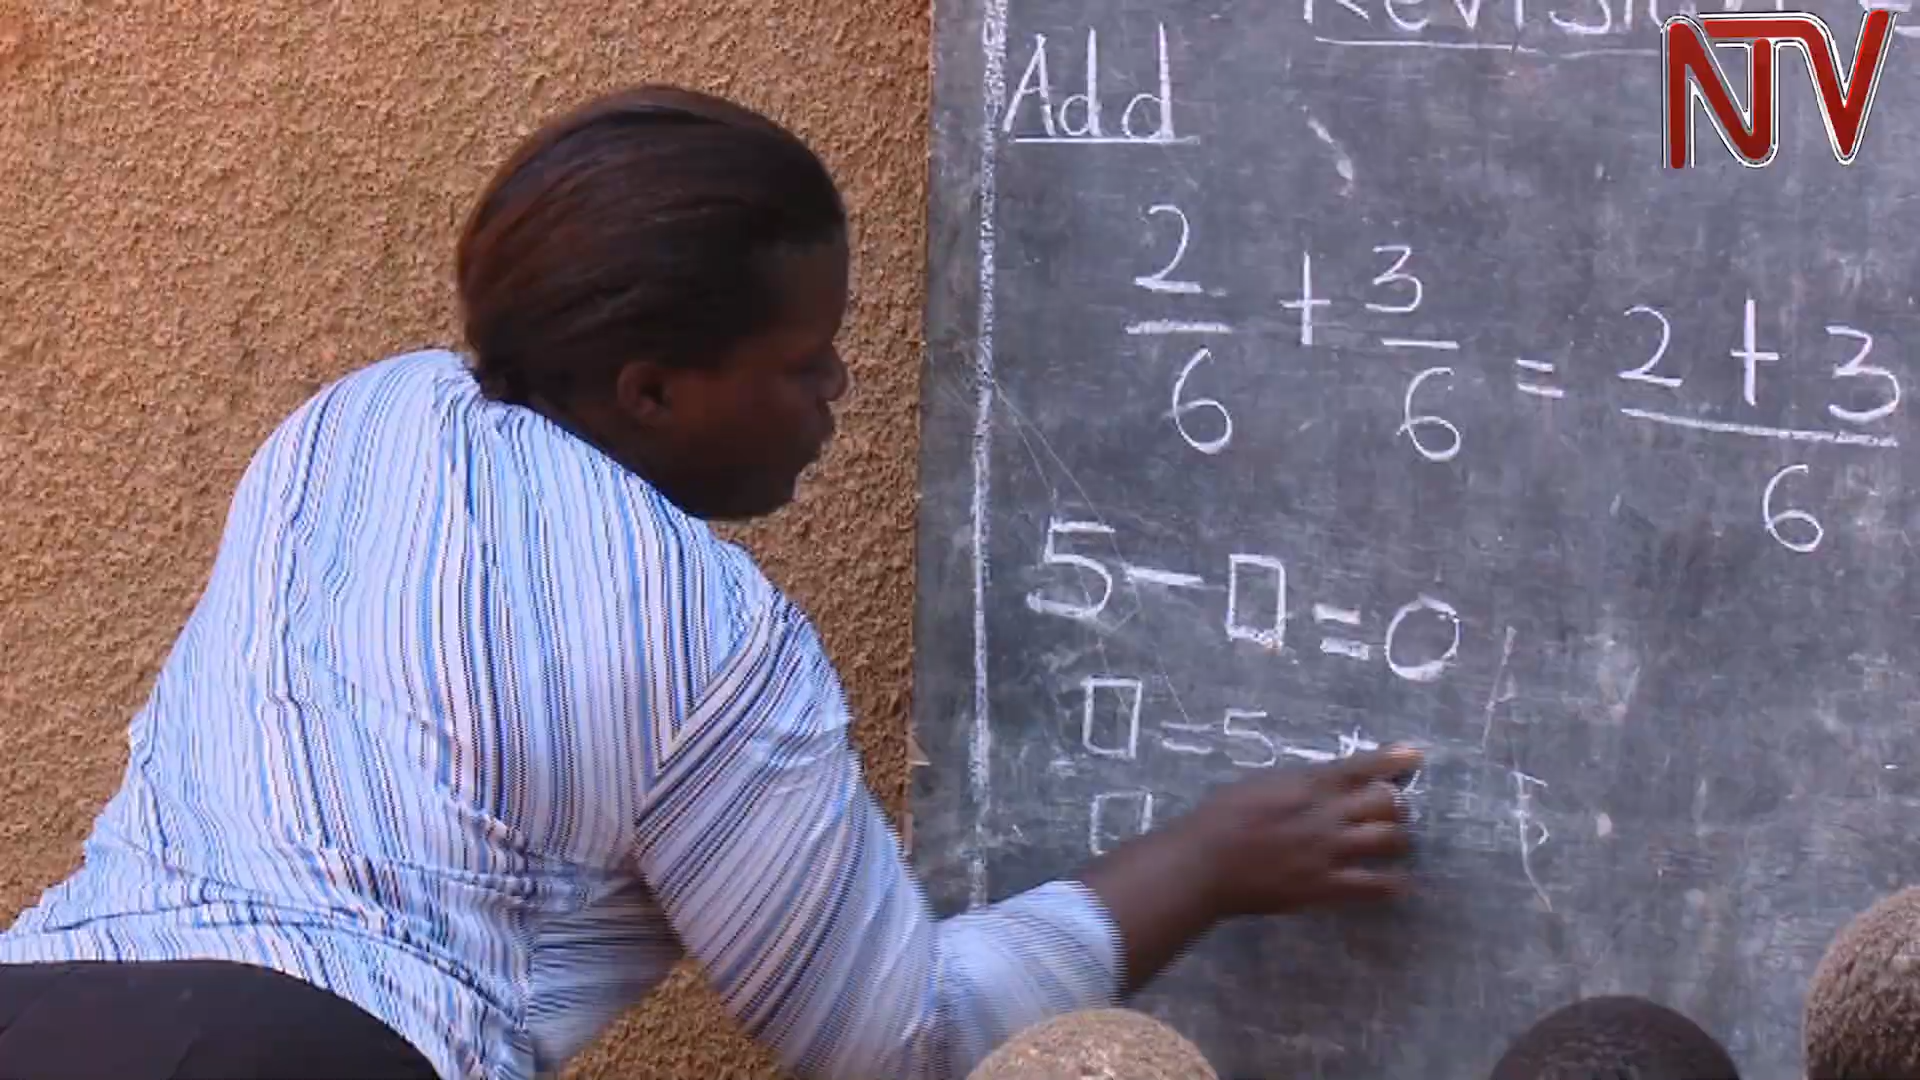 NTV
Add
2/6 + 3/6 = 2 + 3/6
5 - □ = 0
□ = 5 -
□